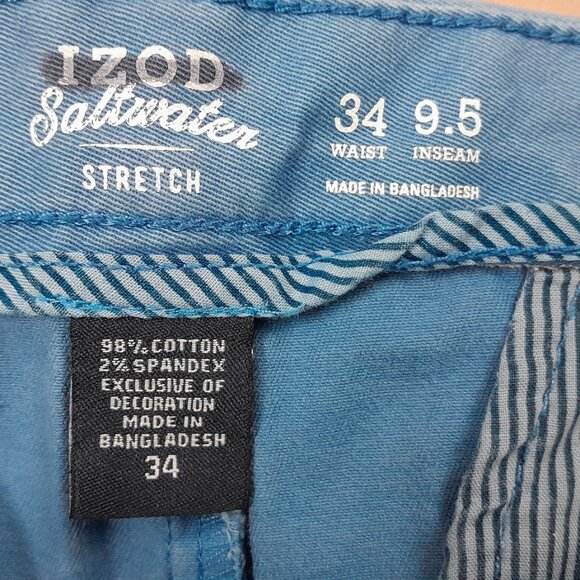 IZOD
Saltwater
STRETCH
34 9.5
WAIST INSEAM
MADE IN BANGLADESH
98% COTTON
2% SPANDEX
EXCLUSIVE OF
DECORATION
MADE IN
BANGLADESH
34